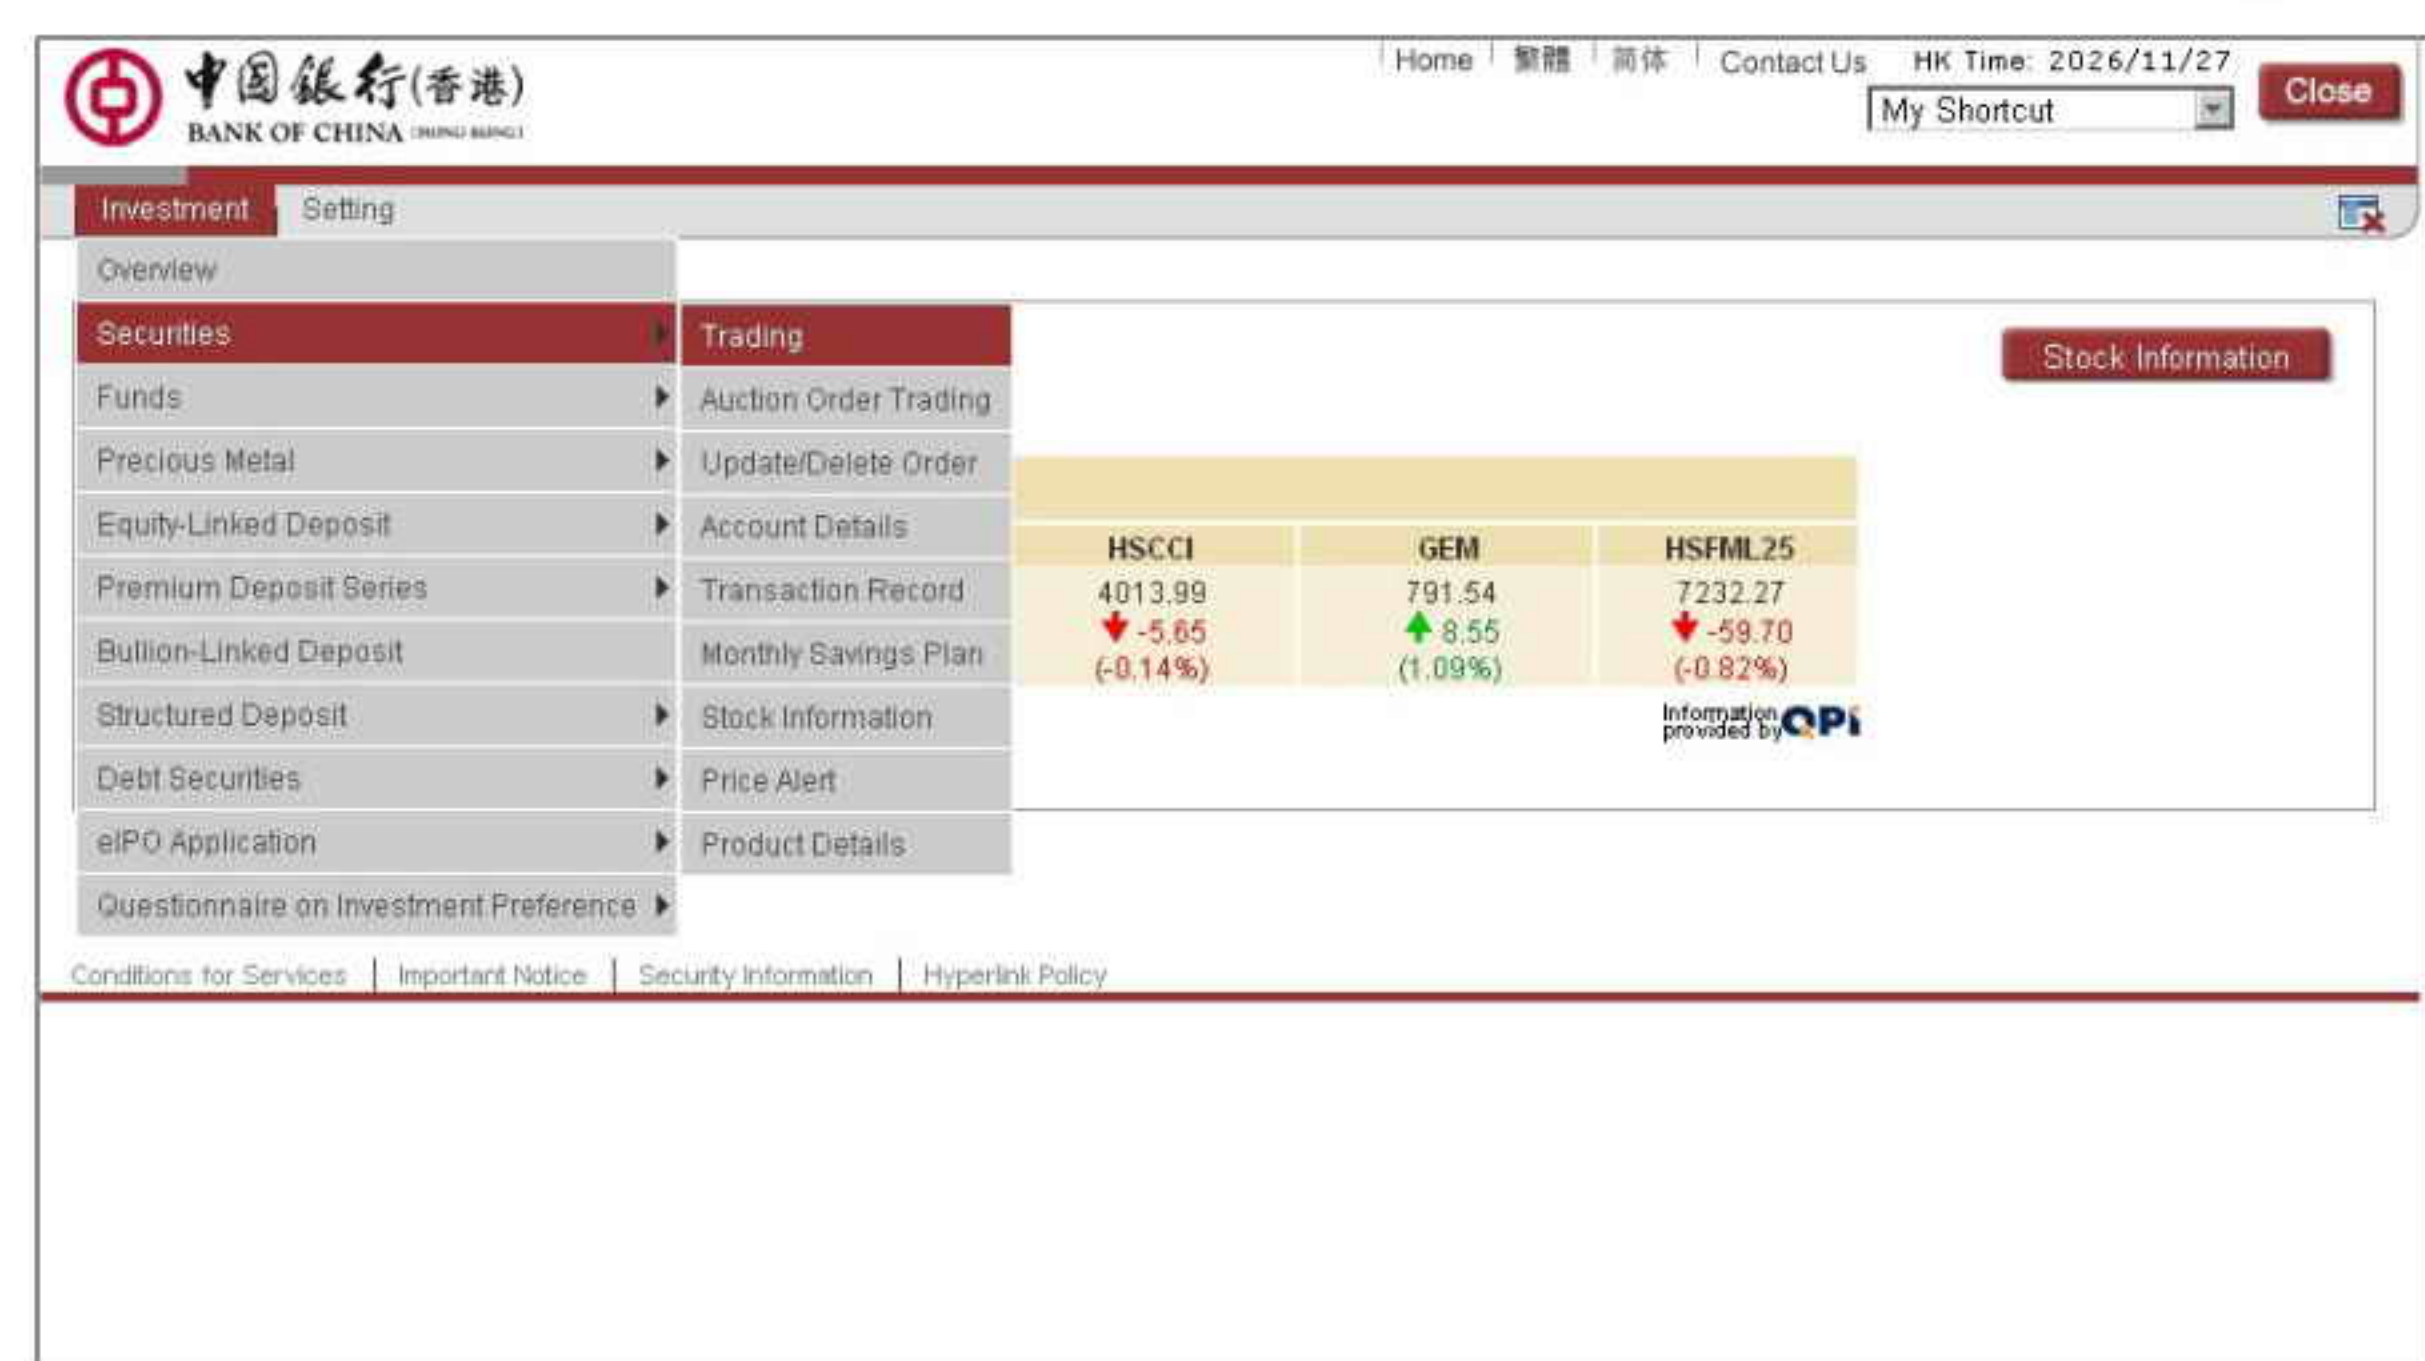 Home 繁體 简体 Contact Us HK Time: 2026/11/27
中国銀行(香港)
BANK OF CHINA (HONG KONG)
My Shortcut
Close
Investment Setting
Overview
Securities Trading
Stock Information
Funds Auction Order Trading
Precious Metal Update/Delete Order
Equity-Linked Deposit Account Details
HSCCI GEM HSFML25
Premium Deposit Series Transaction Record 4013.99 791.54 7232.27
-5.65 8.55 -59.70
Bullion-Linked Deposit Monthly Savings Plan (-0.14%) (1.09%) (-0.82%)
Structured Deposit Stock Information
Information
provided by QPi
Debt Securities Price Alert
eIPO Application Product Details
Questionnaire on Investment Preference
Conditions for Services Important Notice Security Information Hyperlink Policy